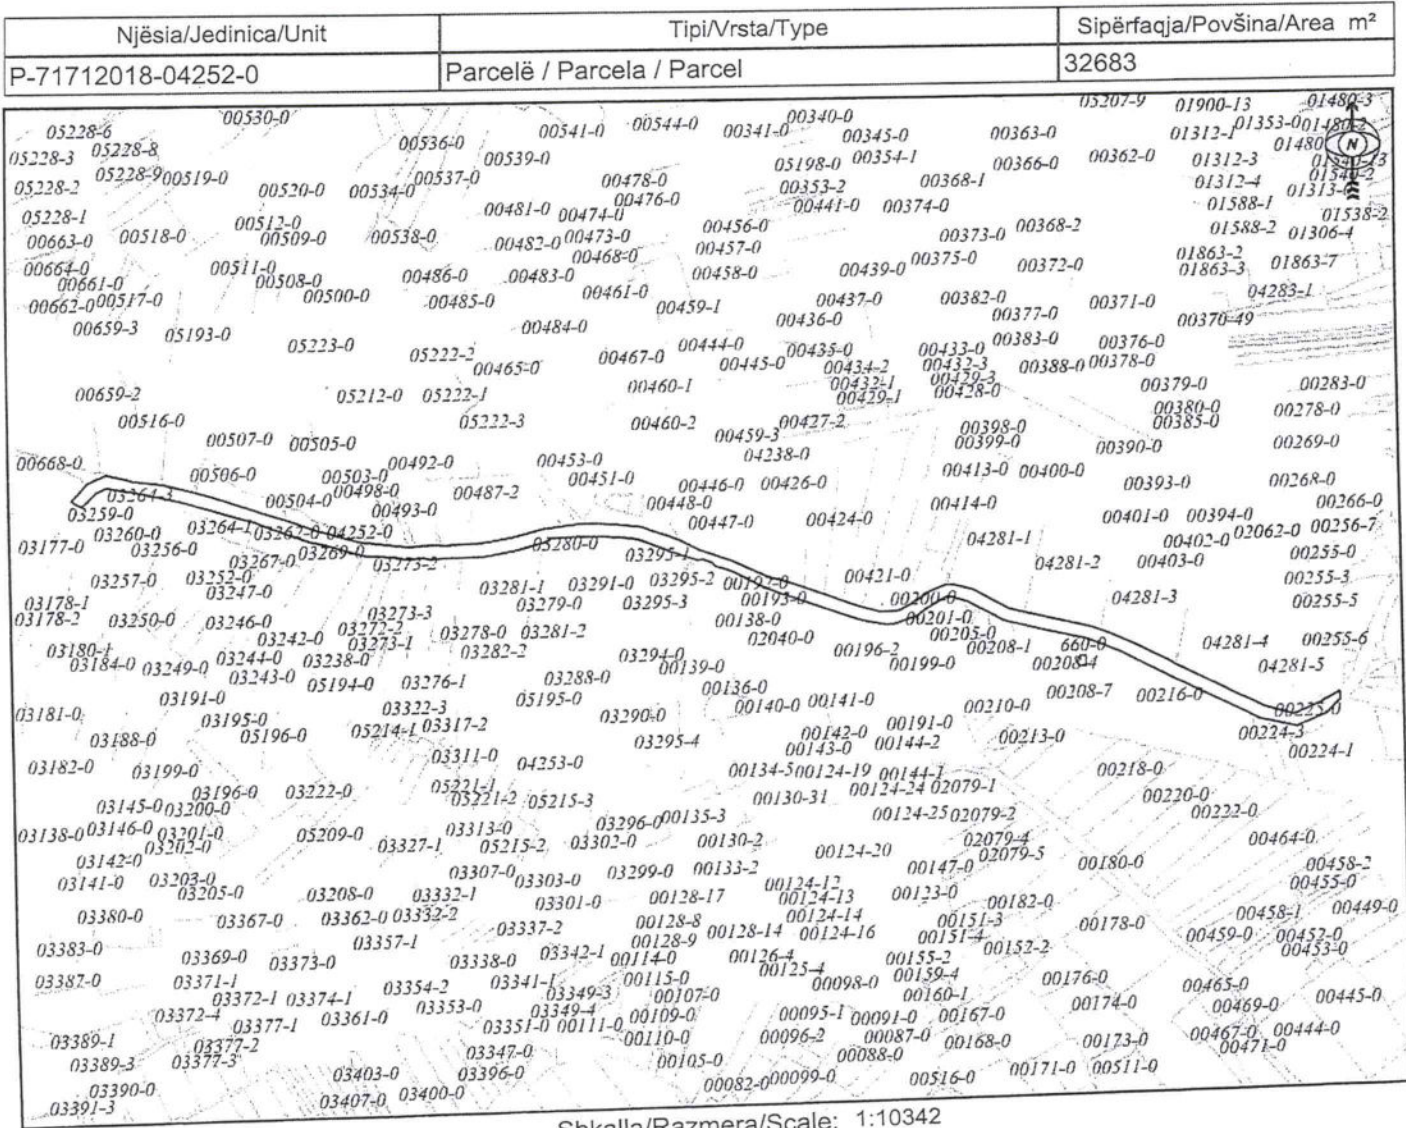 Njësia/Jedinica/Unit Tipi/Vrsta/Type Sipërfaqja/Povšina/Area m²
P-71712018-04252-0 Parcelë / Parcela / Parcel 32683
00530-0 00340-0 05207-9 01900-13 01480-3
05228-6 00541-0 00544-0 00341-0 00345-0 00363-0 01312-1 01353-0 01480-2
05228-3 05228-8 00536-0 00539-0 05198-0 00354-1 00366-0 00362-0 01312-3 01480
05228-2 05228-9 00519-0 00520-0 00534-0 00537-0 00478-0 00353-2 00368-1 01312-4 01313-0 01540-2
N
05228-1 00512-0 00481-0 00474-0 00476-0 00441-0 00374-0 01588-1 01538-2
00663-0 00518-0 00509-0 00538-0 00482-0 00473-0 00456-0 00373-0 00368-2 01588-2 01306-4
00664-0 00511-0 00468-0 00457-0 00375-0 01863-2
00661-0 00508-0 00486-0 00483-0 00458-0 00439-0 00372-0 01863-3 01863-7
00662-0 00517-0 00500-0 00485-0 00461-0 00459-1 00437-0 00382-0 00371-0 04283-1
00659-3 05193-0 00484-0 00436-0 00377-0 00370-49
05223-0 05222-2 00467-0 00444-0 00435-0 00433-0 00383-0 00376-0
00465-0 00445-0 00434-2 00432-3 00388-0 00378-0
00659-2 05212-0 05222-1 00460-1 00432-1 00429-3 00379-0 00283-0
00429-1 00428-0
00516-0 05222-3 00460-2 00427-2 00380-0 00278-0
00507-0 00505-0 00459-3 00398-0 00385-0
00668-0 00492-0 00453-0 04238-0 00399-0 00390-0 00269-0
00506-0 00503-0 00451-0 00446-0 00426-0 00413-0 00400-0 00393-0 00268-0
03264-3 00504-0 00498-0 00487-2 00448-0 00414-0 00266-0
03259-0 00493-0 00447-0 00424-0 00401-0 00394-0
03260-0 03264-1 03267-0 04252-0 04281-1 00402-0 02062-0 00256-7
03177-0 03256-0 03267-0 03269-0 03273-2 05280-0 03295-1 04281-2 00403-0 00255-0
03257-0 03252-0 03281-1 03291-0 03295-2 00192-0 00421-0 00255-3
03178-1 03247-0 03279-0 03295-3 00193-0 00200-0 04281-3 00255-5
03178-2 03250-0 03246-0 03273-3 00138-0 00201-0
03242-0 03272-2 03278-0 03281-2 02040-0 00205-0 660-0 04281-4 00255-6
03180-1 03244-0 03238-0 03273-1 03282-2 03294-0 00196-2 00208-1
03184-0 03249-0 03243-0 00139-0 00199-0 00208-4 04281-5
03191-0 05194-0 03276-1 03288-0 00136-0 00208-7 00216-0
03181-0 03195-0 03322-3 05195-0 00140-0 00141-0 00210-0 00225-0
05196-0 05214-1 03317-2 03290-0 00142-0 00191-0 00213-0 00224-3
03188-0 03311-0 03295-4 00143-0 00144-2 00224-1
03182-0 03199-0 04253-0 00134-5 00124-19 00144-1 00218-0
03196-0 03222-0 05221-1 00130-31 00124-24 02079-1 00220-0
03145-0 03200-0 05221-2 05215-3 00135-3 00124-25 02079-2 00222-0
03138-0 03146-0 03201-0 05209-0 03313-0 03296-0 00464-0
03202-0 03327-1 05215-2 03302-0 00130-2 02079-4
03142-0 00124-20 02079-5 00180-0 00458-2
03141-0 03203-0 03307-0 03303-0 03299-0 00133-2 00147-0 00455-0
03205-0 03208-0 03332-1 03301-0 00128-17 00124-12 00123-0 00182-0
03380-0 03367-0 03362-0 03332-2 00128-8 00124-13 00151-3 00178-0 00458-1 00449-0
03337-2 00128-14 00124-14
03383-0 03357-1 00128-9 00124-16 00151-4 00152-2 00459-0 00452-0
03369-0 03373-0 03338-0 03342-1 00114-0 00126-4 00155-2 00453-0
03387-0 03371-1 03354-2 03341-1 00115-0 00125-4 00159-4 00176-0 00465-0
03372-1 03374-1 03349-3 00107-0 00098-0 00160-1 00174-0 00469-0 00445-0
03372-4 03361-0 03353-0 03349-4 00109-0 00095-1 00091-0 00167-0
03377-1 03351-0 00111-0 00096-2 00087-0 00467-0 00444-0
03389-1 03377-2 00110-0 00168-0 00173-0 00471-0
03389-3 03377-3 03347-0 00105-0 00088-0
03390-0 03403-0 03396-0 00082-0 00099-0 00516-0 00171-0 00511-0
03391-3 03407-0 03400-0
Shkalla/Razmera/Scale: 1:10342